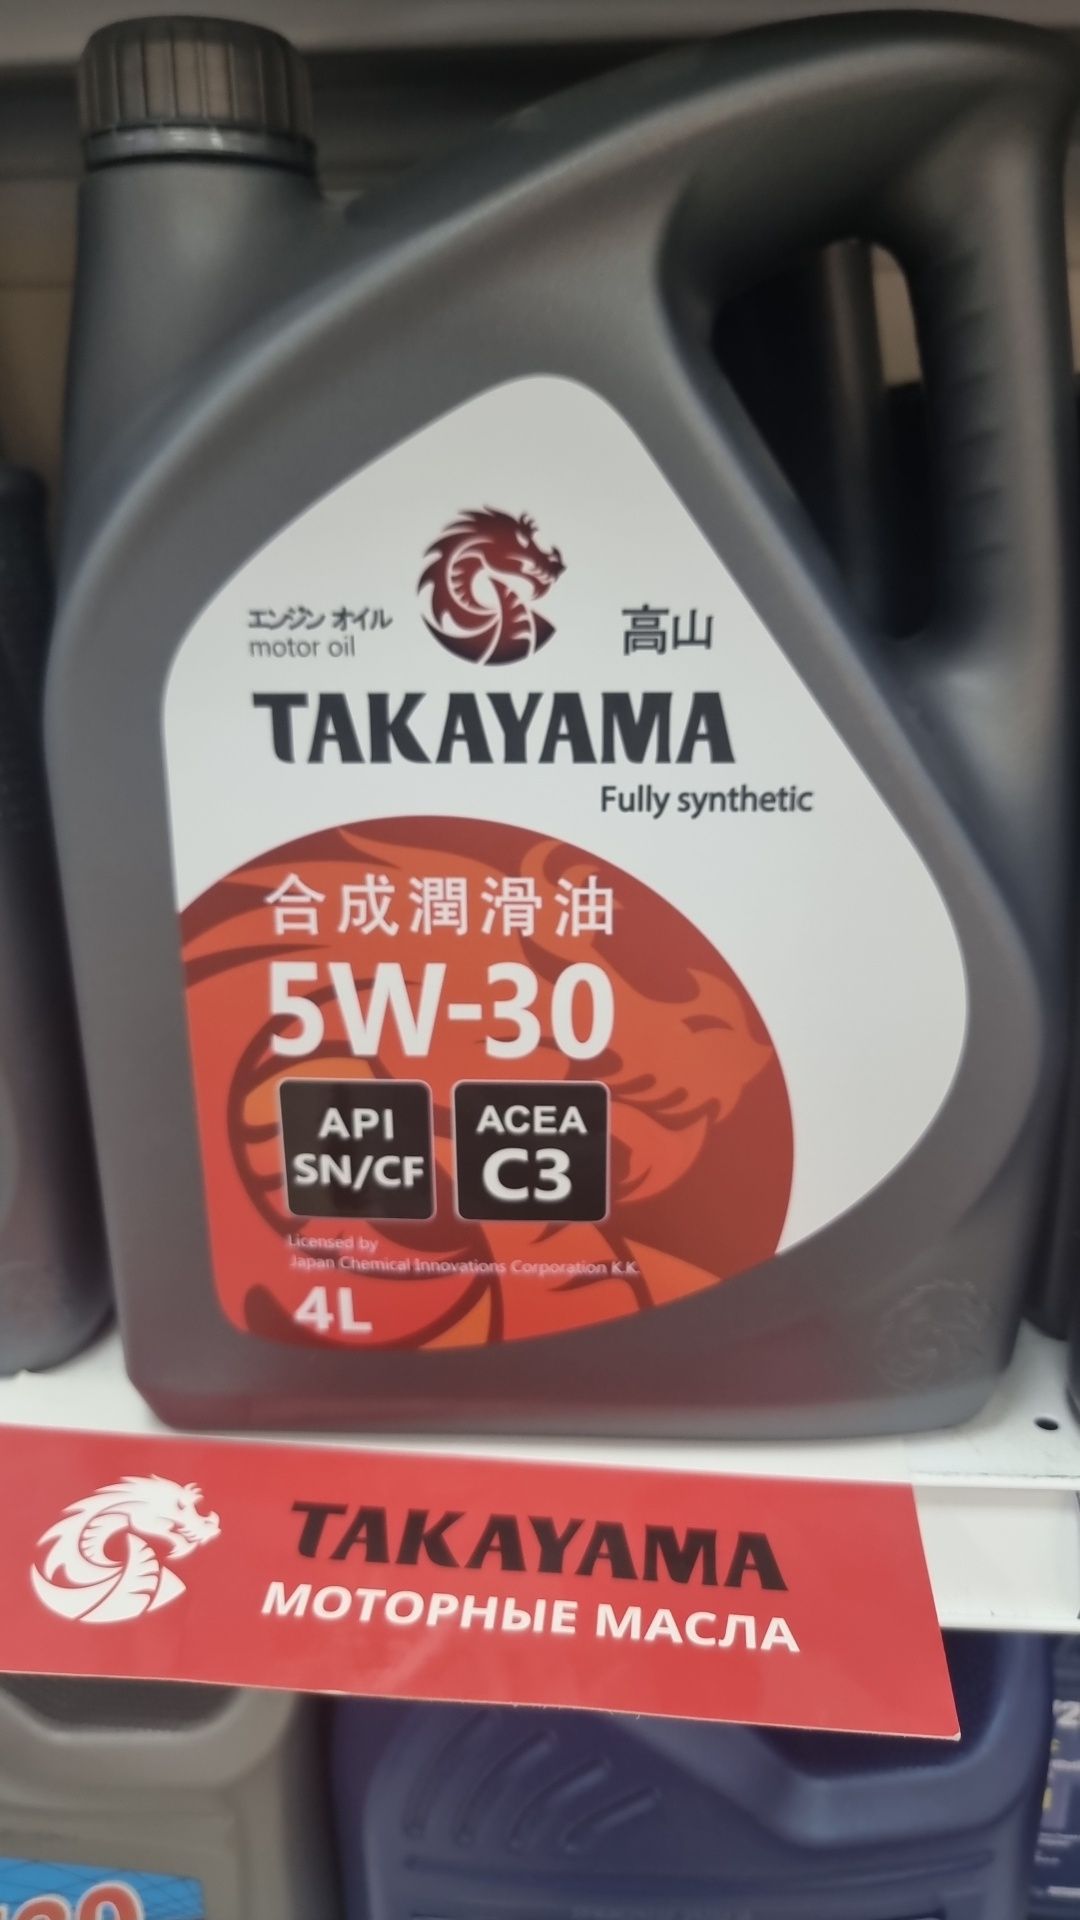 エンジン オイル
motor oil
高山
TAKAYAMA
Fully synthetic
合成潤滑油
5W-30
API
SN/CF
ACEA
C3
Licensed by
Japan Chemical Innovations Corporation K.K.
4L
TAKAYAMA
МОТОРНЫЕ МАСЛА